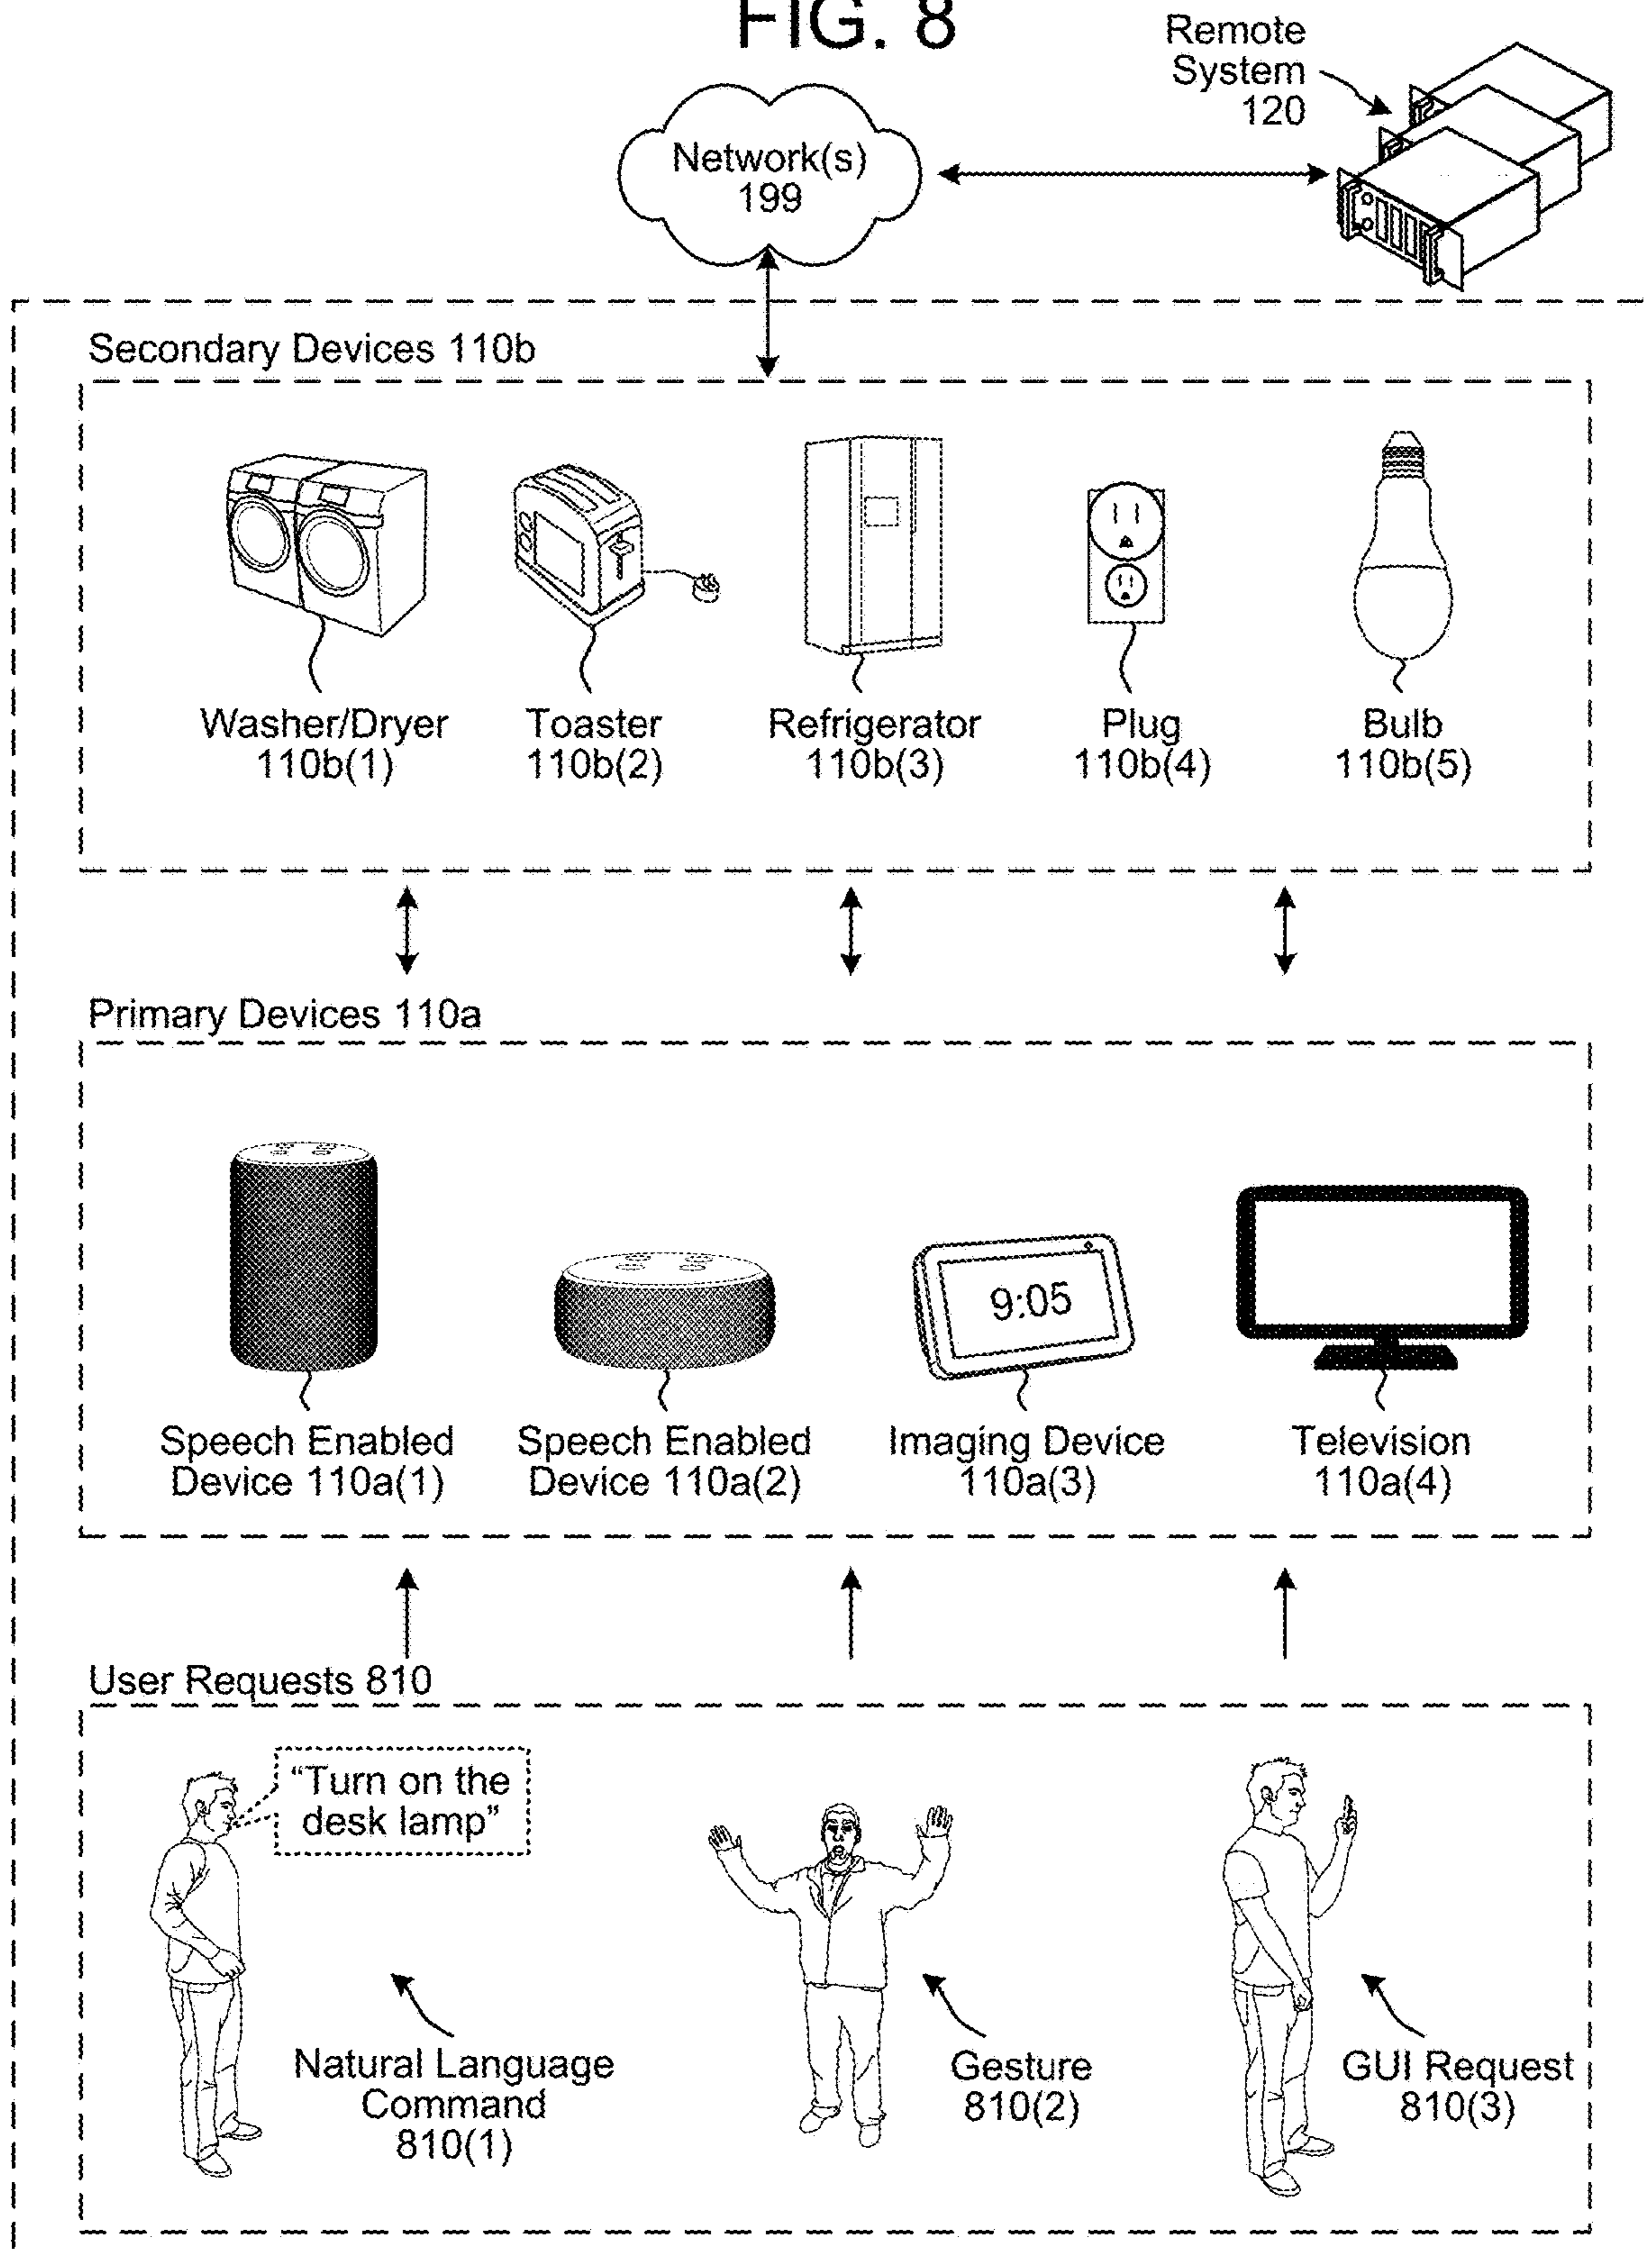 FIG. 8
Remote
System
120
Network(s)
199
Secondary Devices 110b
Washer/Dryer
110b(1)
Toaster
110b(2)
Refrigerator
110b(3)
Plug
110b(4)
Bulb
110b(5)
Primary Devices 110a
9:05
Speech Enabled
Device 110a(1)
Speech Enabled
Device 110a(2)
Imaging Device
110a(3)
Television
110a(4)
User Requests 810
“Turn on the
desk lamp”
Natural Language
Command
810(1)
Gesture
810(2)
GUI Request
810(3)